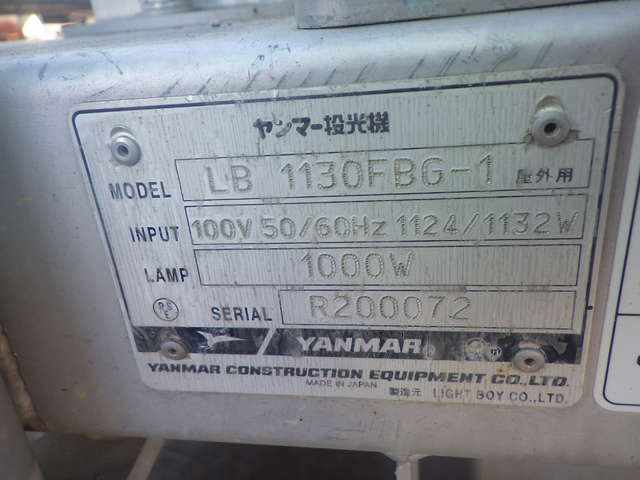 ヤンマー投光機
MODEL LB 1130FBG-1 屋外用
INPUT 100V 50/60Hz 1124/1132W
LAMP 1000W
PSE SERIAL R200072
YANMAR
YANMAR CONSTRUCTION EQUIPMENT CO.,LTD.
MADE IN JAPAN 製造元 LIGHT BOY CO.,LTD.